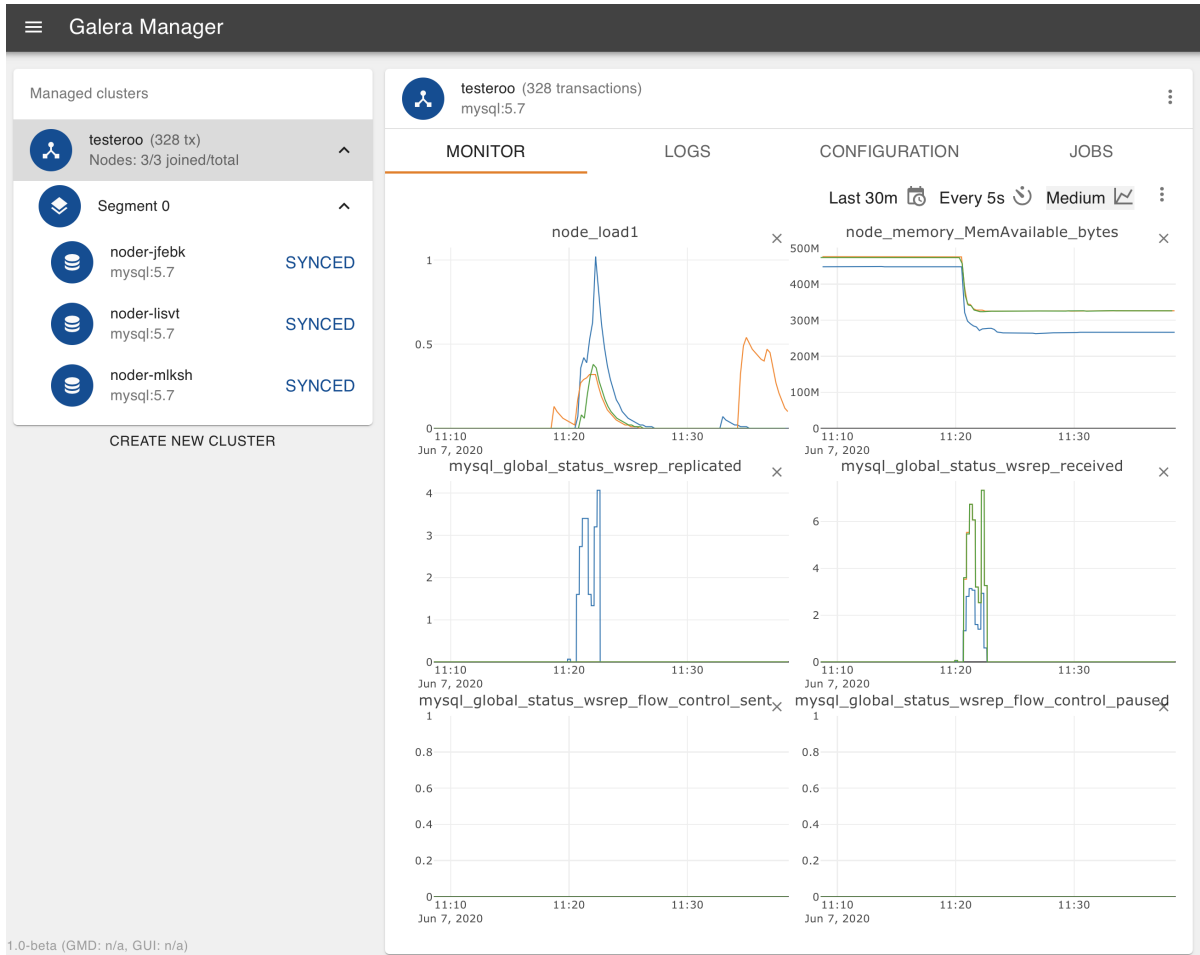 Galera Manager
Managed clusters
testeroo (328 tx)
Nodes: 3/3 joined/total
Segment 0
noder-jfebk
mysql:5.7
SYNCED
noder-lisvt
mysql:5.7
SYNCED
noder-mlksh
mysql:5.7
SYNCED
CREATE NEW CLUSTER
testeroo (328 transactions)
mysql:5.7
MONITOR LOGS CONFIGURATION JOBS
Last 30m Every 5s Medium
node_load1
1
0.5
0
11:10 11:20 11:30
Jun 7, 2020
node_memory_MemAvailable_bytes
500M
400M
300M
200M
100M
0
11:10 11:20 11:30
Jun 7, 2020
mysql_global_status_wsrep_replicated
4
3
2
1
0
11:10 11:20 11:30
Jun 7, 2020
mysql_global_status_wsrep_received
6
4
2
0
11:10 11:20 11:30
Jun 7, 2020
mysql_global_status_wsrep_flow_control_sent
1
0.8
0.6
0.4
0.2
0
11:10 11:20 11:30
Jun 7, 2020
mysql_global_status_wsrep_flow_control_paused
1
0.8
0.6
0.4
0.2
0
11:10 11:20 11:30
Jun 7, 2020
1.0-beta (GMD: n/a, GUI: n/a)